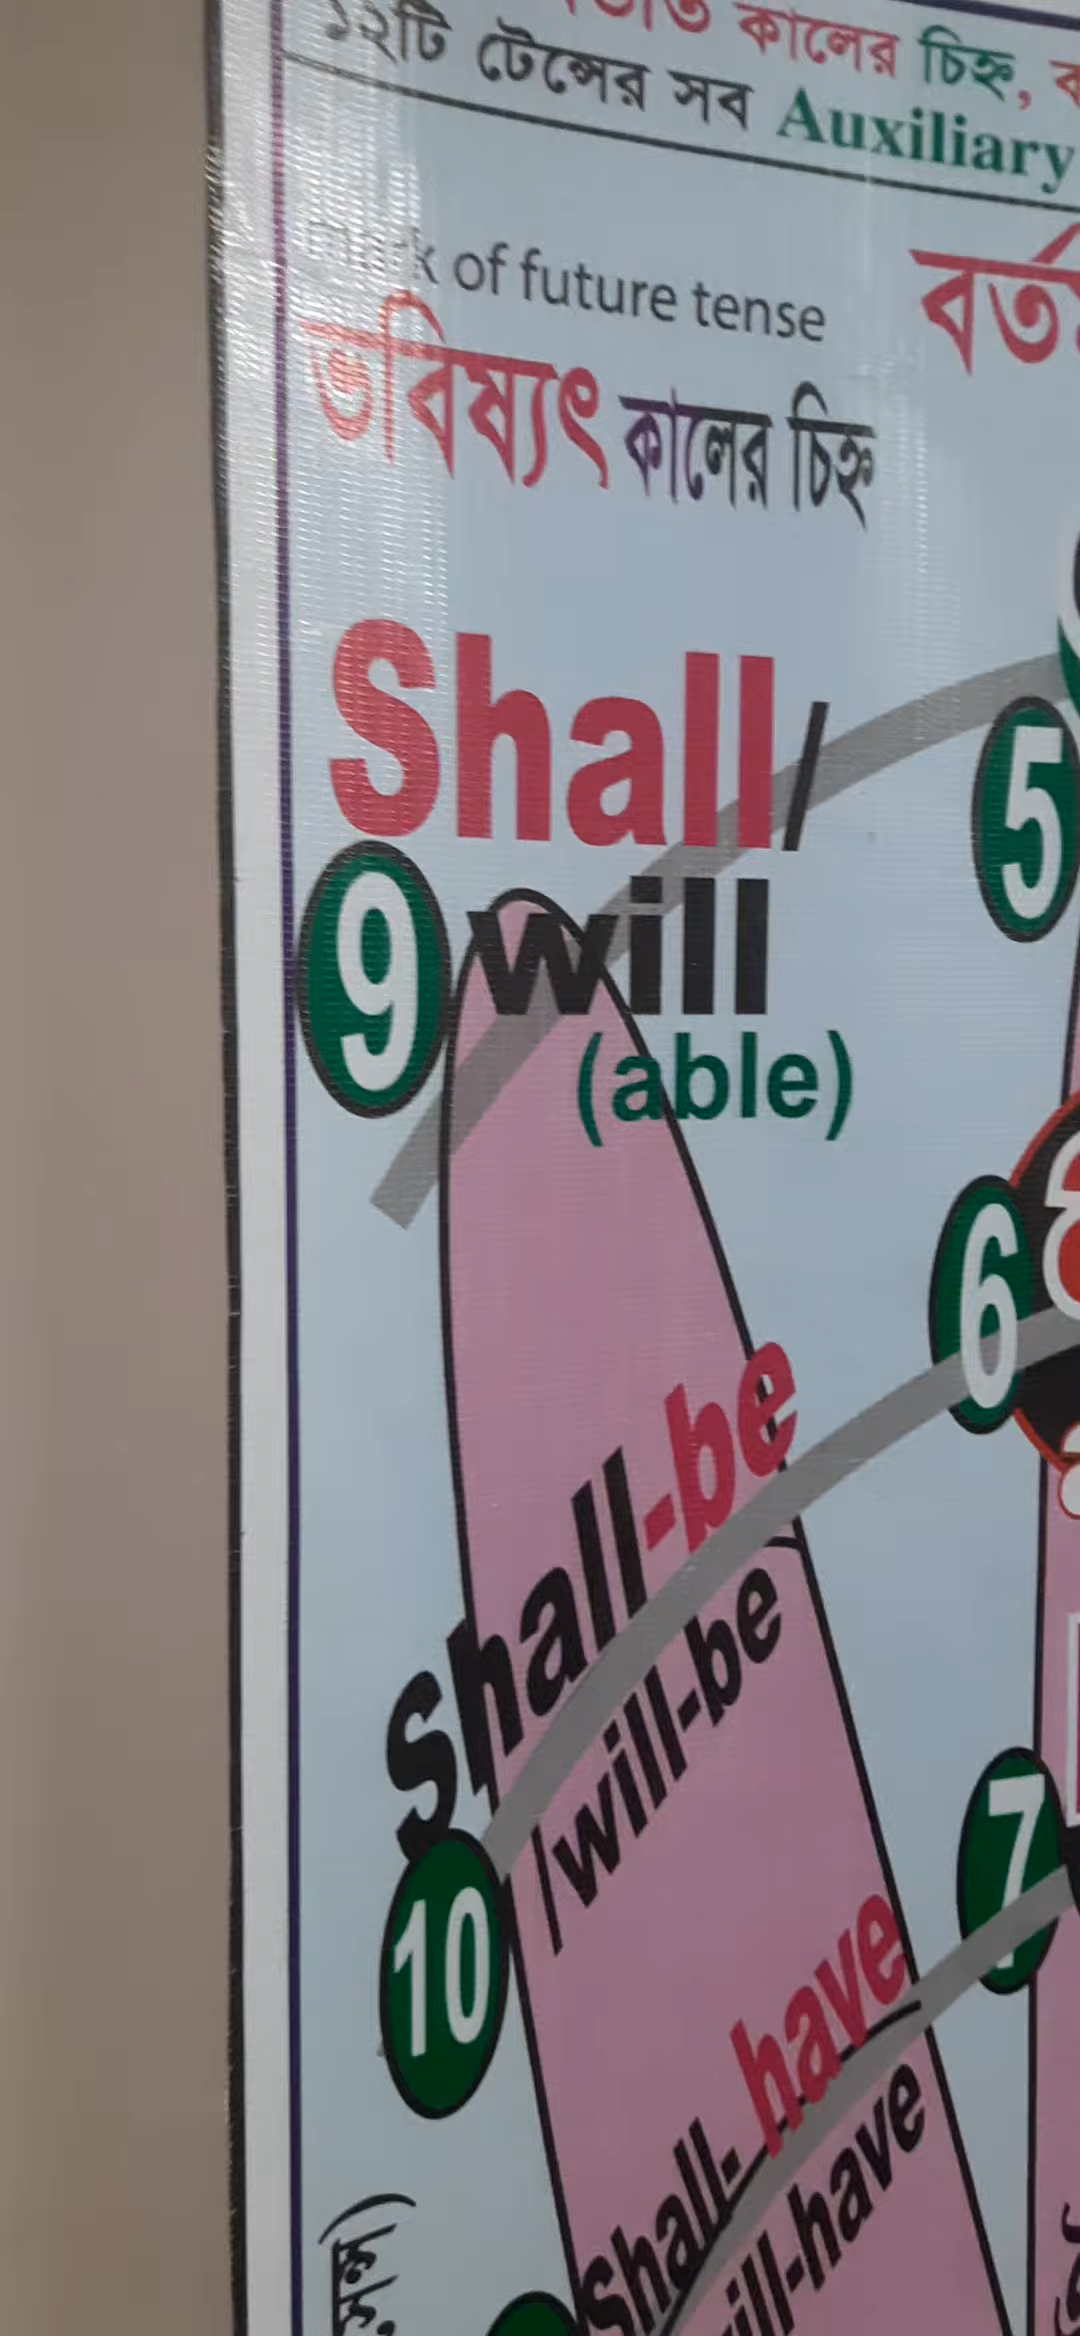 কালের চিহ্ন,
১২টি টেন্সের সব Auxiliary
of future tense
ভবিষ্যৎ কালের চিহ্ন
Shall/
5
9 will
(able)
6
shall-be
/will-be
7
10
shall-have
will-have